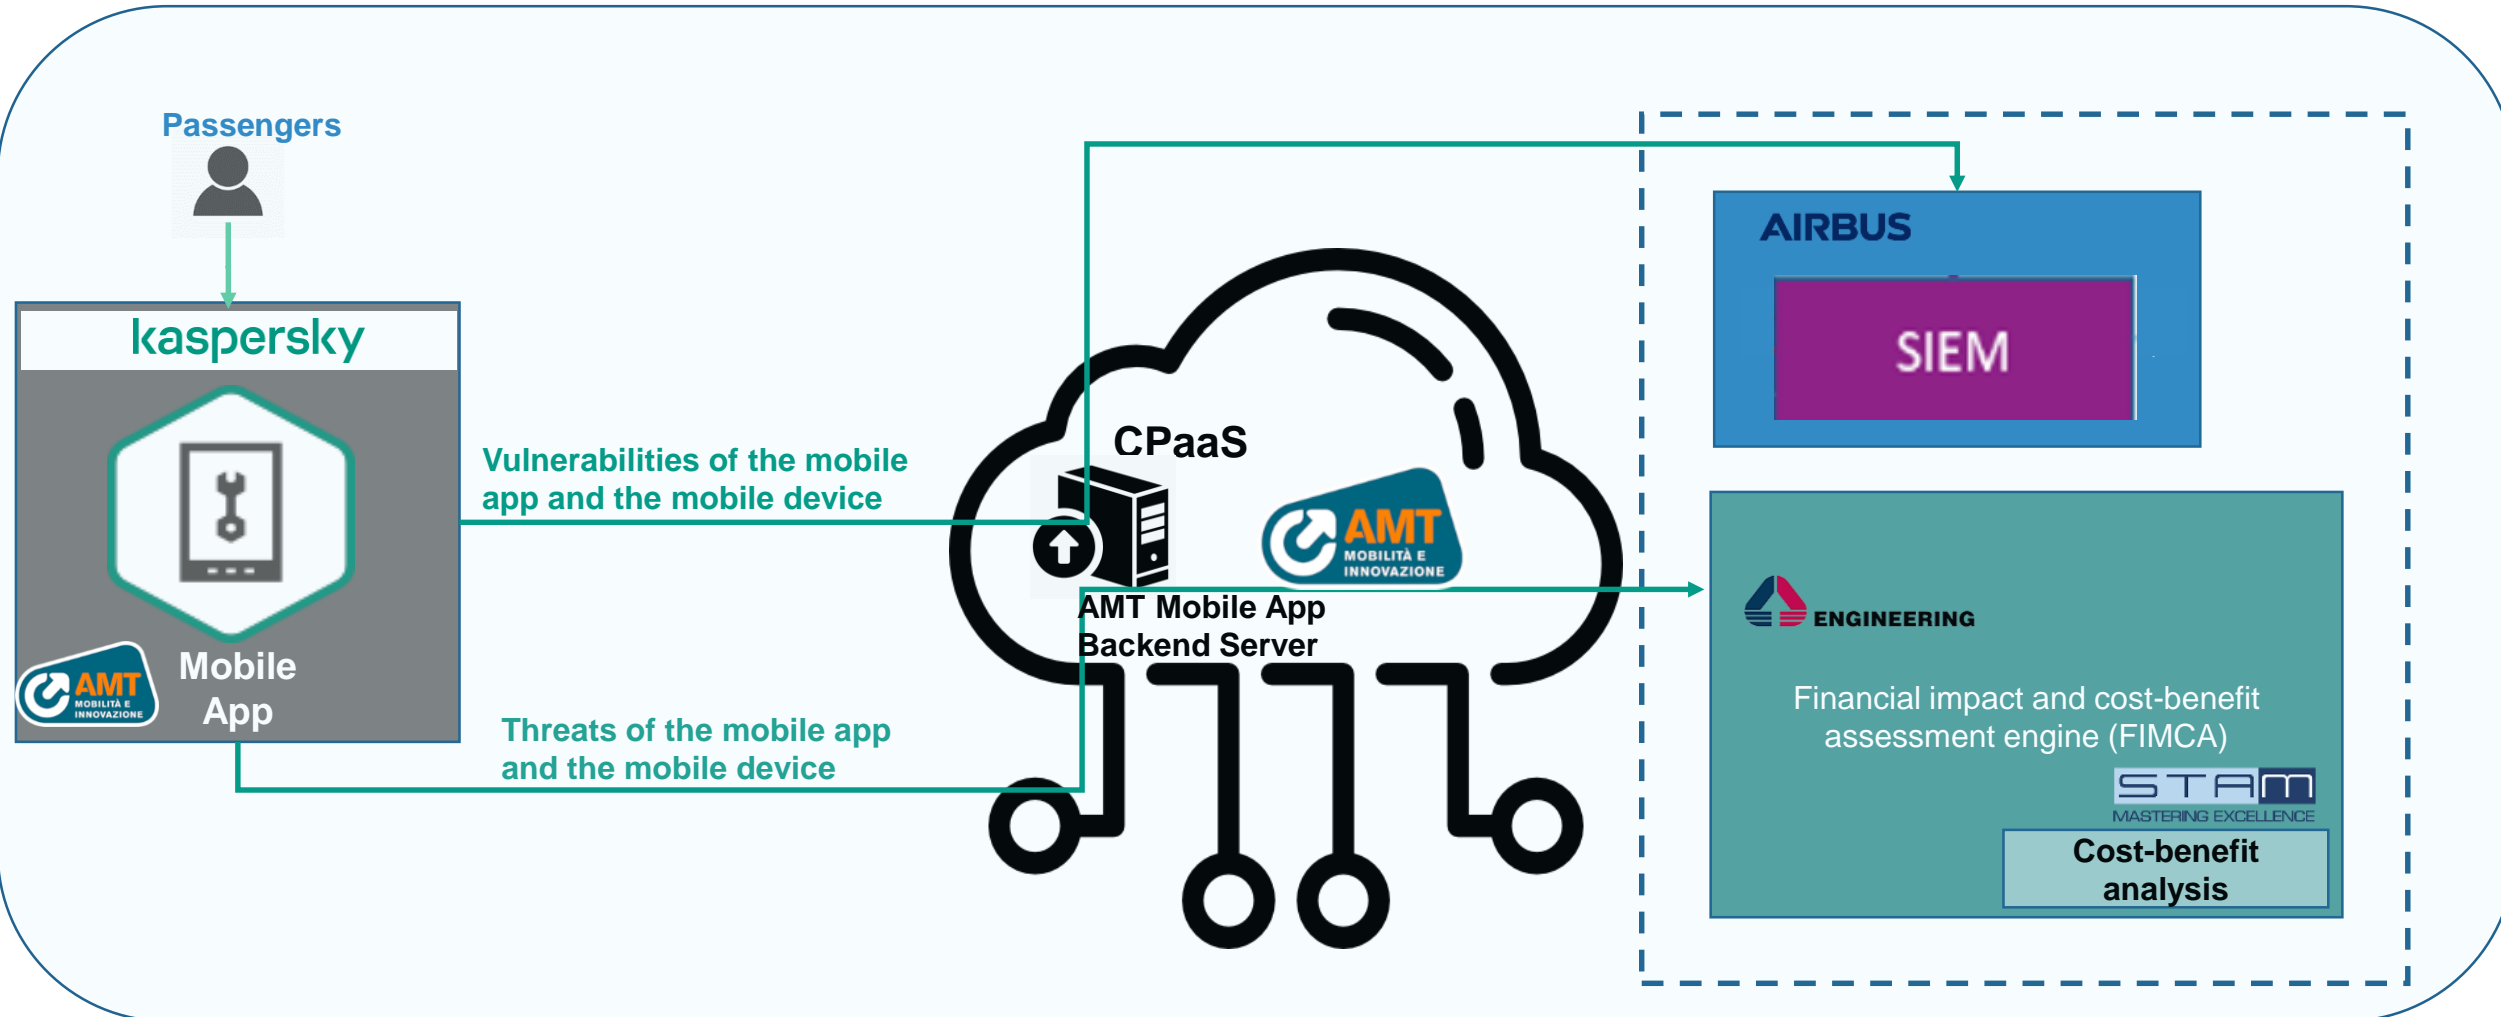 Passengers
kaspersky
Mobile
App
AMT
MOBILITÀ E
INNOVAZIONE
Vulnerabilities of the mobile
app and the mobile device
Threats of the mobile app
and the mobile device
CPaaS
AMT
MOBILITÀ E
INNOVAZIONE
AMT Mobile App
Backend Server
AIRBUS
SIEM
ENGINEERING
Financial impact and cost-benefit
assessment engine (FIMCA)
STAM
MASTERING EXCELLENCE
Cost-benefit
analysis